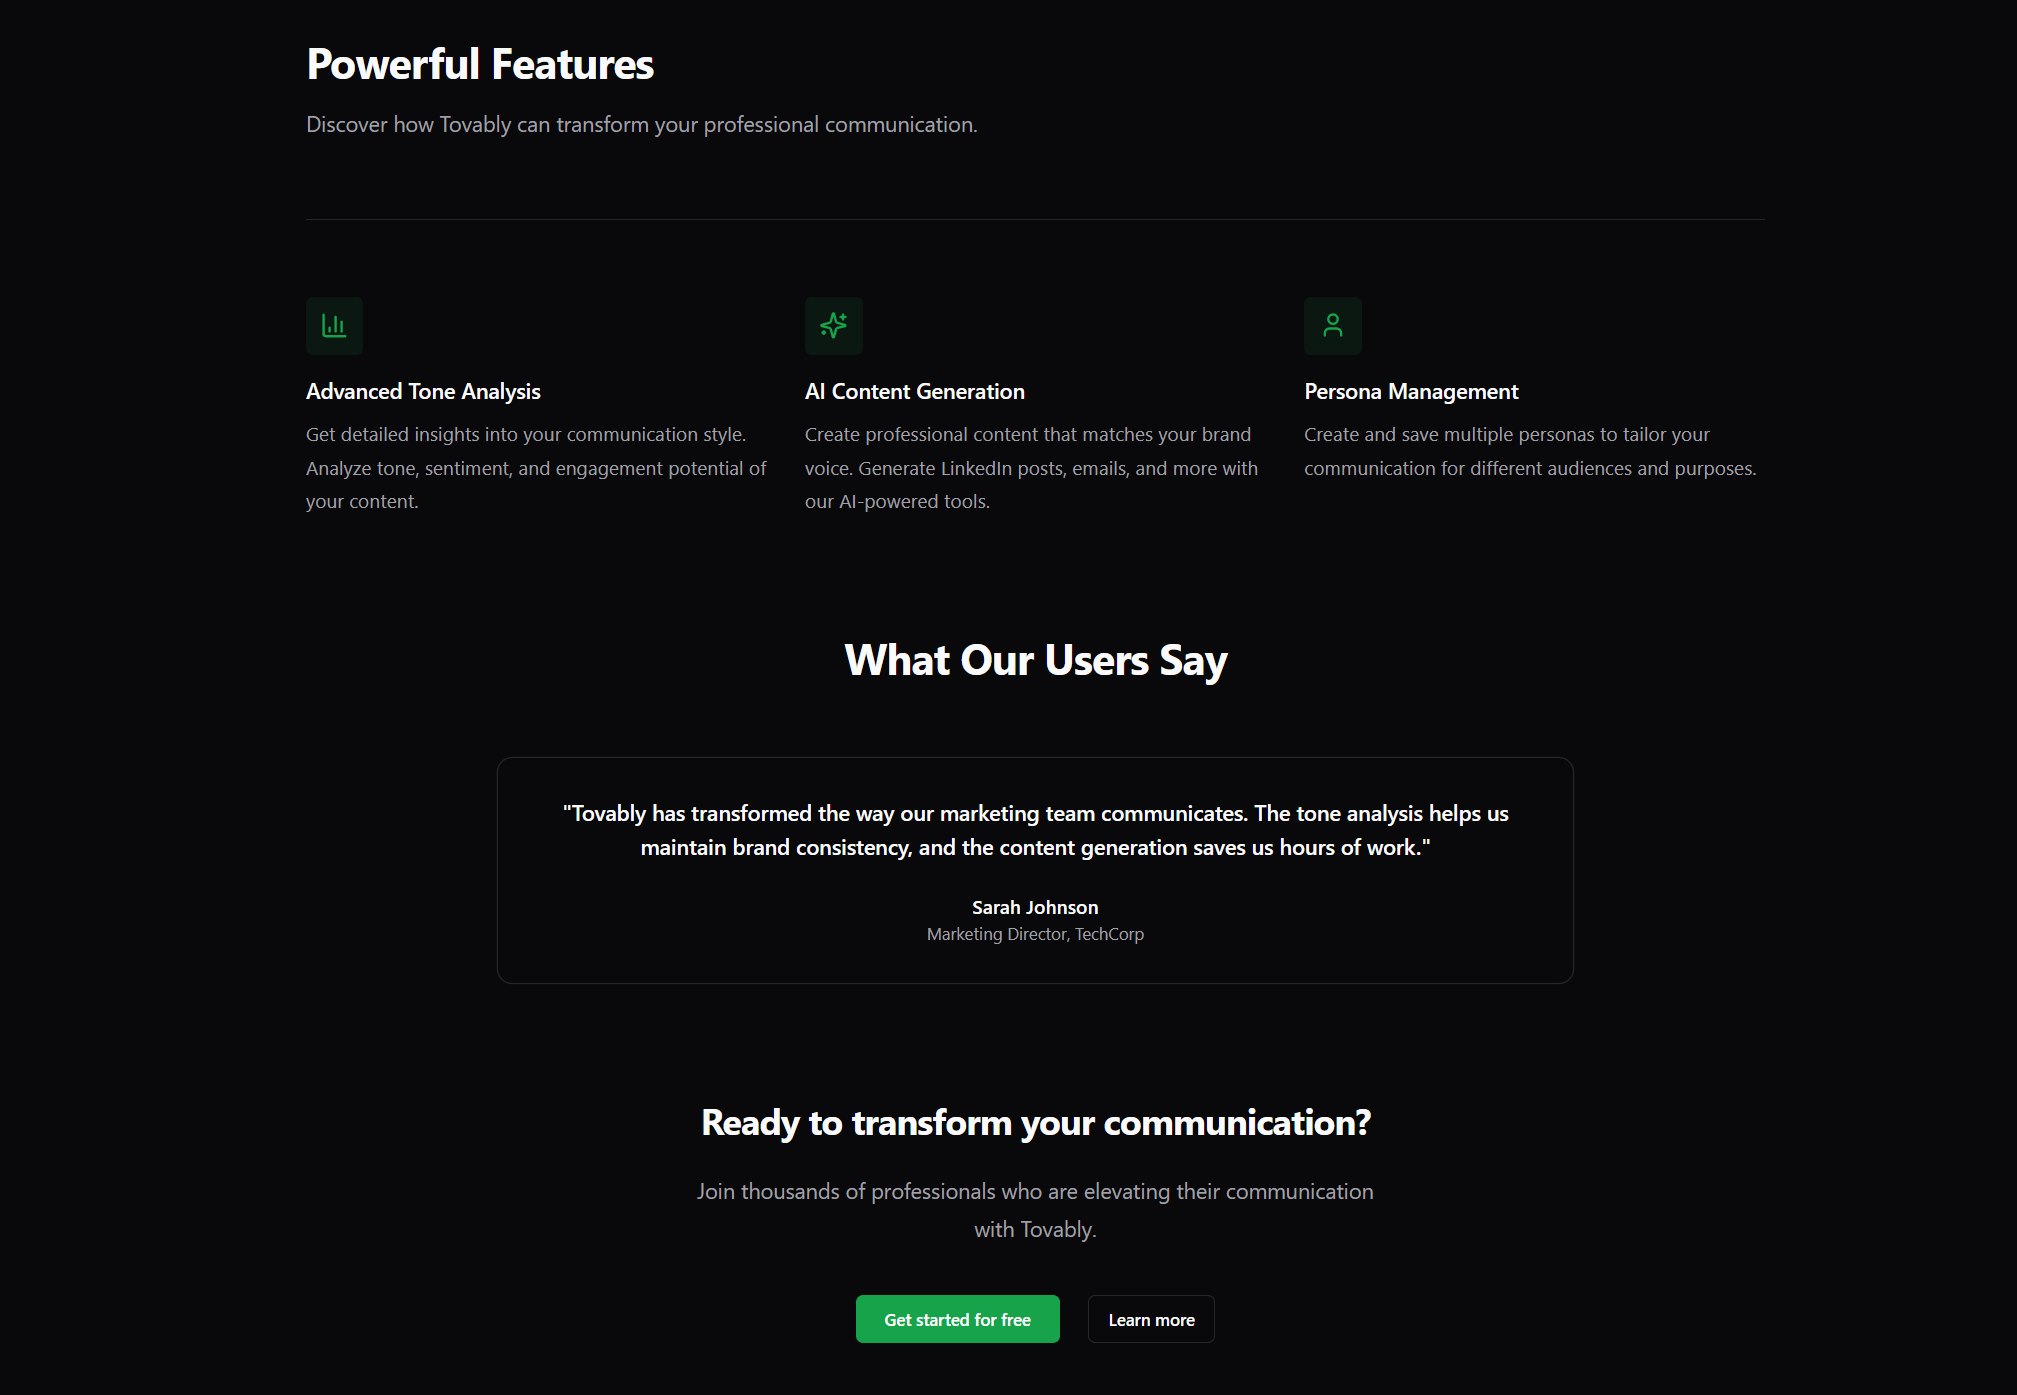 Powerful Features
Discover how Tovably can transform your professional communication.
Advanced Tone Analysis
Get detailed insights into your communication style.
Analyze tone, sentiment, and engagement potential of
your content.
AI Content Generation
Create professional content that matches your brand
voice. Generate LinkedIn posts, emails, and more with
our AI-powered tools.
Persona Management
Create and save multiple personas to tailor your
communication for different audiences and purposes.
What Our Users Say
"Tovably has transformed the way our marketing team communicates. The tone analysis helps us
maintain brand consistency, and the content generation saves us hours of work."
Sarah Johnson
Marketing Director, TechCorp
Ready to transform your communication?
Join thousands of professionals who are elevating their communication
with Tovably.
Get started for free
Learn more